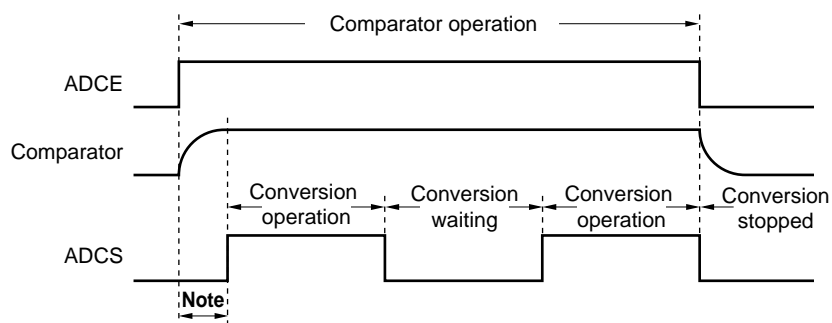 Comparator operation
ADCE
Comparator
Conversion
operation
Conversion
waiting
Conversion
operation
Conversion
stopped
ADCS
Note